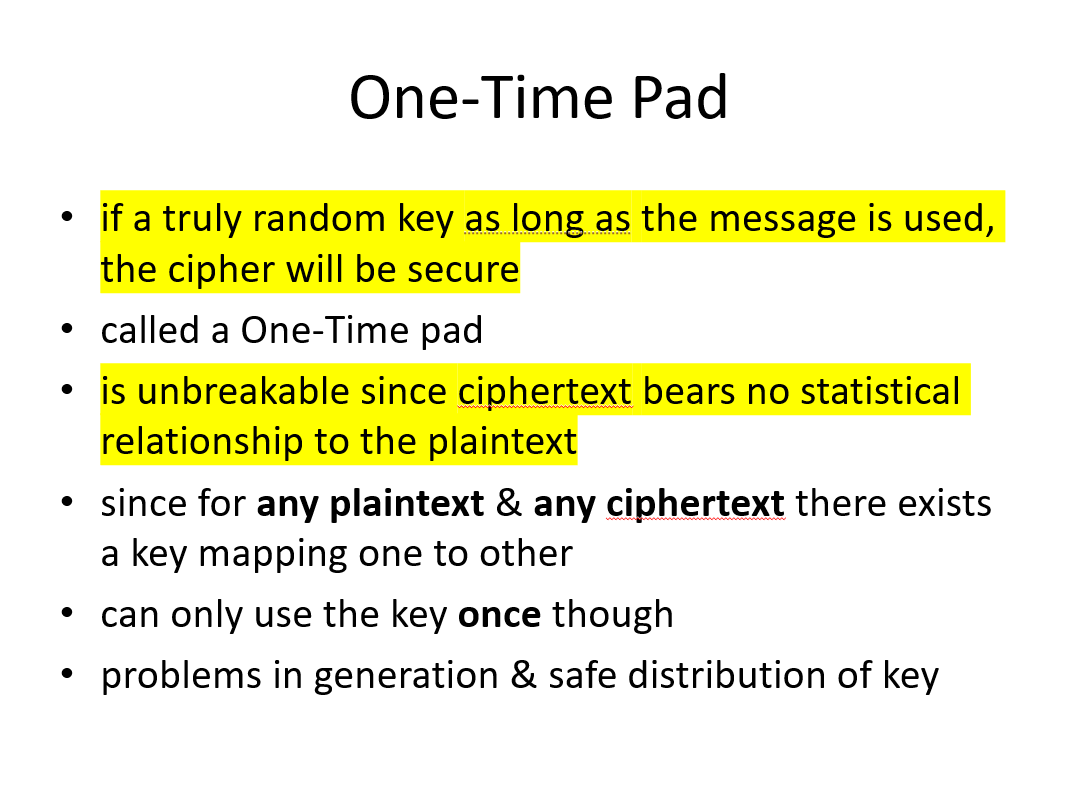 One-Time Pad
• if a truly random key as long as the message is used,
the cipher will be secure
• called a One-Time pad
• is unbreakable since ciphertext bears no statistical
relationship to the plaintext
• since for any plaintext & any ciphertext there exists
a key mapping one to other
• can only use the key once though
• problems in generation & safe distribution of key